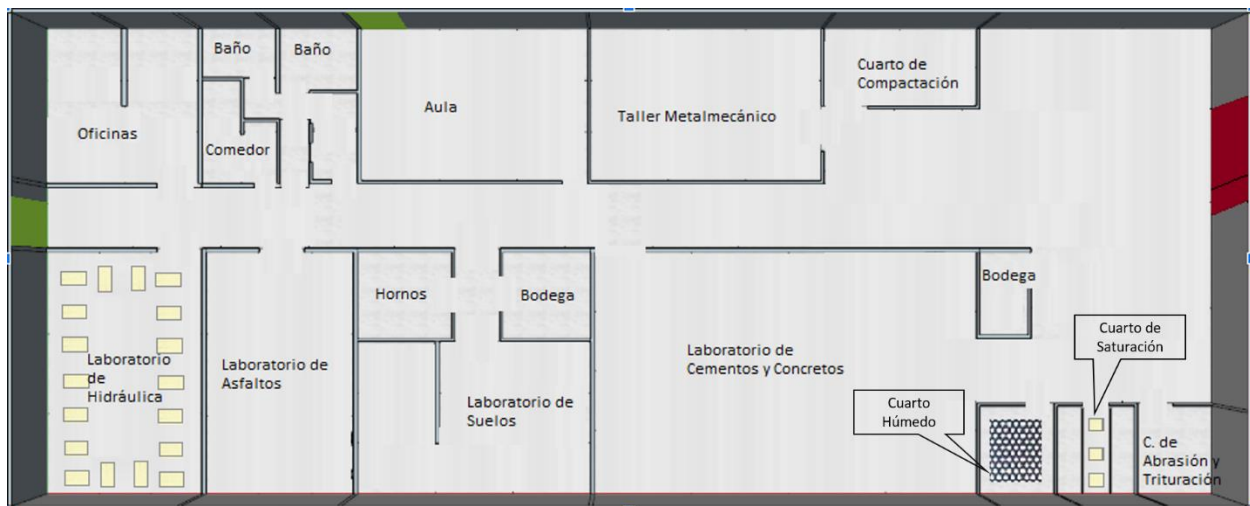 Baño
Baño
Cuarto de
Compactación
Aula
Taller Metalmecánico
Oficinas
Comedor
Bodega
Hornos
Bodega
Cuarto de
Saturación
Laboratorio
de
Hidráulica
Laboratorio de
Asfaltos
Laboratorio de
Cementos y Concretos
Laboratorio de
Suelos
Cuarto
Húmedo
C. de
Abrasión y
Trituración